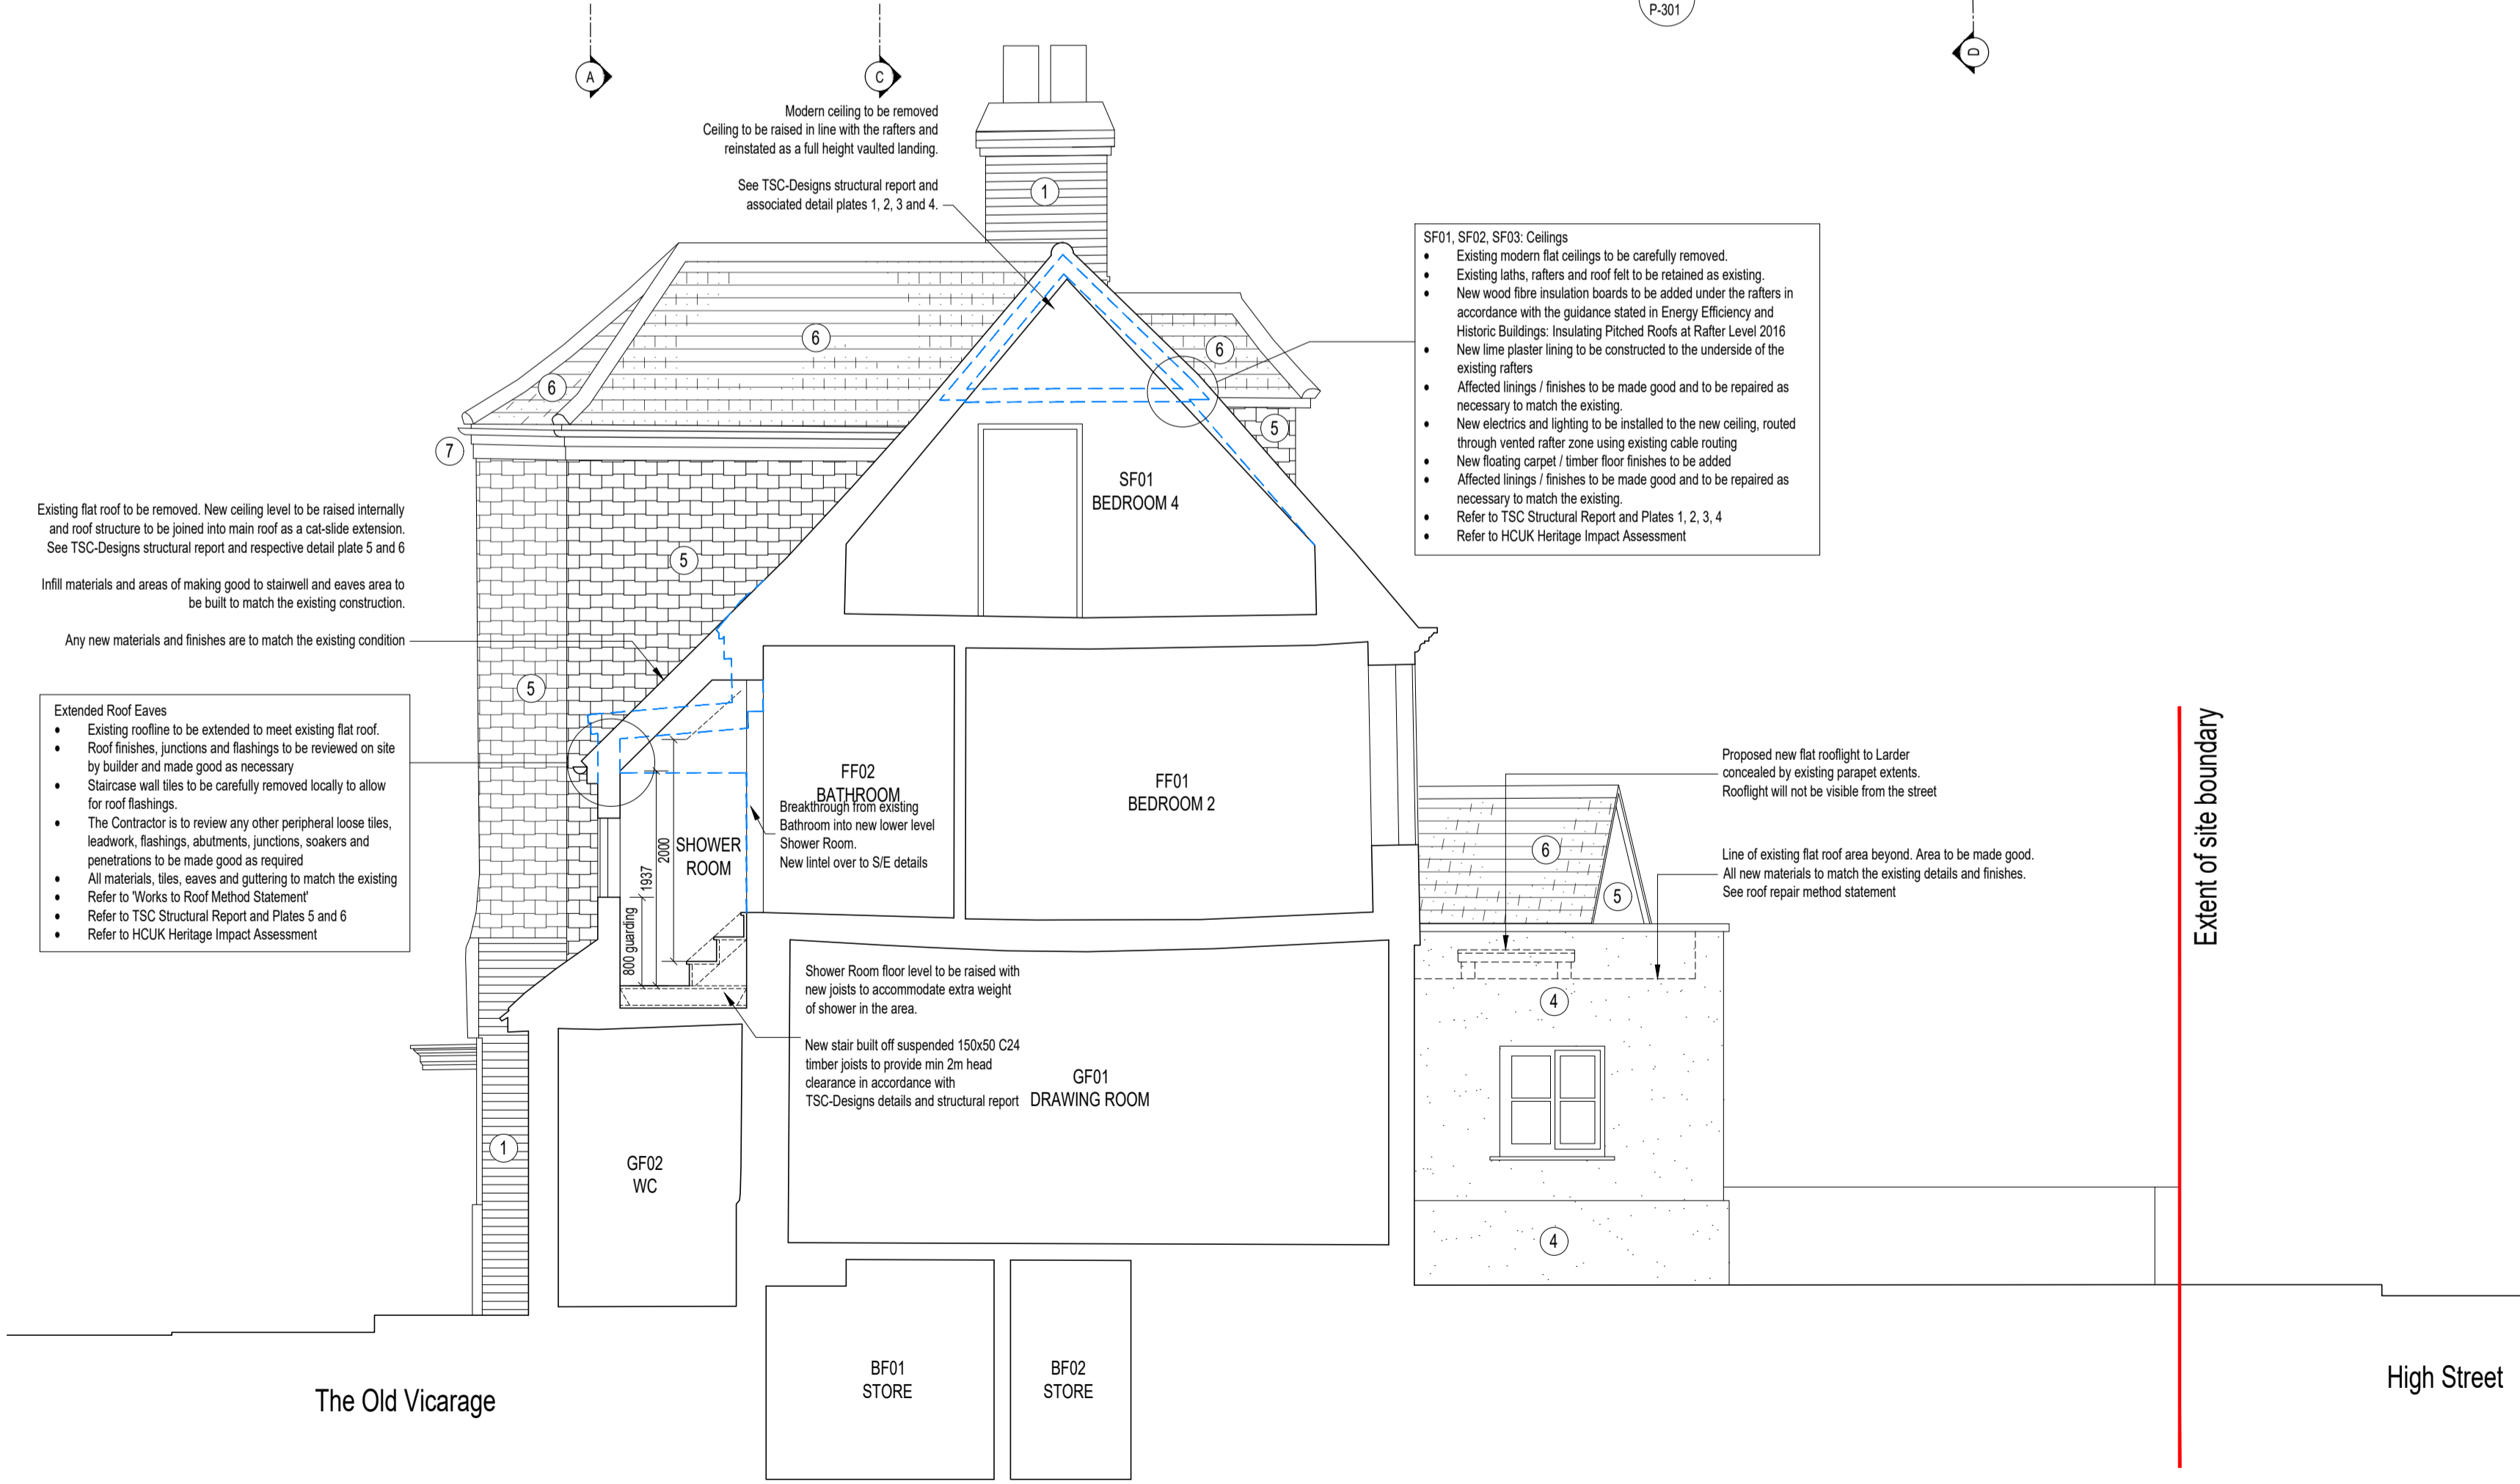 P-301
A
C
D
Modern ceiling to be removed
Ceiling to be raised in line with the rafters and
reinstated as a full height vaulted landing.
See TSC-Designs structural report and
associated detail plates 1, 2, 3 and 4.
1
SF01, SF02, SF03: Ceilings
• Existing modern flat ceilings to be carefully removed.
• Existing laths, rafters and roof felt to be retained as existing.
• New wood fibre insulation boards to be added under the rafters in
accordance with the guidance stated in Energy Efficiency and
Historic Buildings: Insulating Pitched Roofs at Rafter Level 2016
• New lime plaster lining to be constructed to the underside of the
existing rafters
• Affected linings / finishes to be made good and to be repaired as
necessary to match the existing.
• New electrics and lighting to be installed to the new ceiling, routed
through vented rafter zone using existing cable routing
• New floating carpet / timber floor finishes to be added
• Affected linings / finishes to be made good and to be repaired as
necessary to match the existing.
• Refer to TSC Structural Report and Plates 1, 2, 3, 4
• Refer to HCUK Heritage Impact Assessment
6
6
6
5
7
SF01
BEDROOM 4
Existing flat roof to be removed. New ceiling level to be raised internally
and roof structure to be joined into main roof as a cat-slide extension.
See TSC-Designs structural report and respective detail plate 5 and 6
Infill materials and areas of making good to stairwell and eaves area to
be built to match the existing construction.
Any new materials and finishes are to match the existing condition
5
5
Extended Roof Eaves
• Existing roofline to be extended to meet existing flat roof.
• Roof finishes, junctions and flashings to be reviewed on site
by builder and made good as necessary
• Staircase wall tiles to be carefully removed locally to allow
for roof flashings.
• The Contractor is to review any other peripheral loose tiles,
leadwork, flashings, abutments, junctions, soakers and
penetrations to be made good as required
• All materials, tiles, eaves and guttering to match the existing
• Refer to 'Works to Roof Method Statement'
• Refer to TSC Structural Report and Plates 5 and 6
• Refer to HCUK Heritage Impact Assessment
FF02
BATHROOM
Breakthrough from existing
Bathroom into new lower level
Shower Room.
New lintel over to S/E details
FF01
BEDROOM 2
SHOWER
ROOM
2000
1937
800 guarding
Proposed new flat rooflight to Larder
concealed by existing parapet extents.
Rooflight will not be visible from the street
Line of existing flat roof area beyond. Area to be made good.
All new materials to match the existing details and finishes.
See roof repair method statement
Extent of site boundary
6
5
4
4
Shower Room floor level to be raised with
new joists to accommodate extra weight
of shower in the area.
New stair built off suspended 150x50 C24
timber joists to provide min 2m head
clearance in accordance with
TSC-Designs details and structural report
GF01
DRAWING ROOM
1
GF02
WC
BF01
STORE
BF02
STORE
The Old Vicarage
High Street